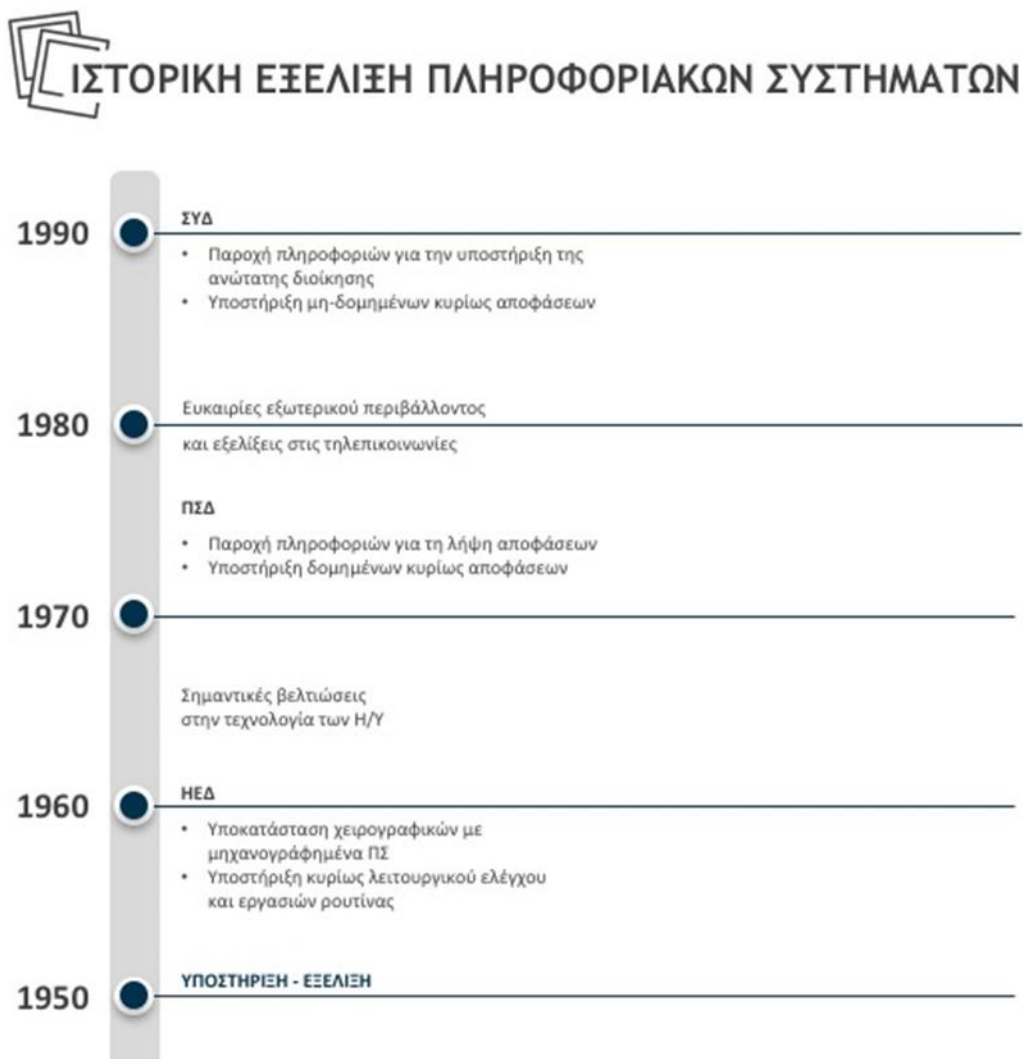 ΙΣΤΟΡΙΚΗ ΕΞΕΛΙΞΗ ΠΛΗΡΟΦΟΡΙΑΚΩΝ ΣΥΣΤΗΜΑΤΩΝ
1990
ΣΥΔ
• Παροχή πληροφοριών για την υποστήριξη της
ανώτατης διοίκησης
• Υποστήριξη μη-δομημένων κυρίως αποφάσεων
1980
Ευκαιρίες εξωτερικού περιβάλλοντος
και εξελίξεις στις τηλεπικοινωνίες
ΠΣΔ
• Παροχή πληροφοριών για τη λήψη αποφάσεων
• Υποστήριξη δομημένων κυρίως αποφάσεων
1970
Σημαντικές βελτιώσεις
στην τεχνολογία των Η/Υ
1960
ΗΕΔ
• Υποκατάσταση χειρογραφικών με
μηχανογράφημένα ΠΣ
• Υποστήριξη κυρίως λειτουργικού ελέγχου
και εργασιών ρουτίνας
1950
ΥΠΟΣΤΗΡΙΞΗ - ΕΞΕΛΙΞΗ